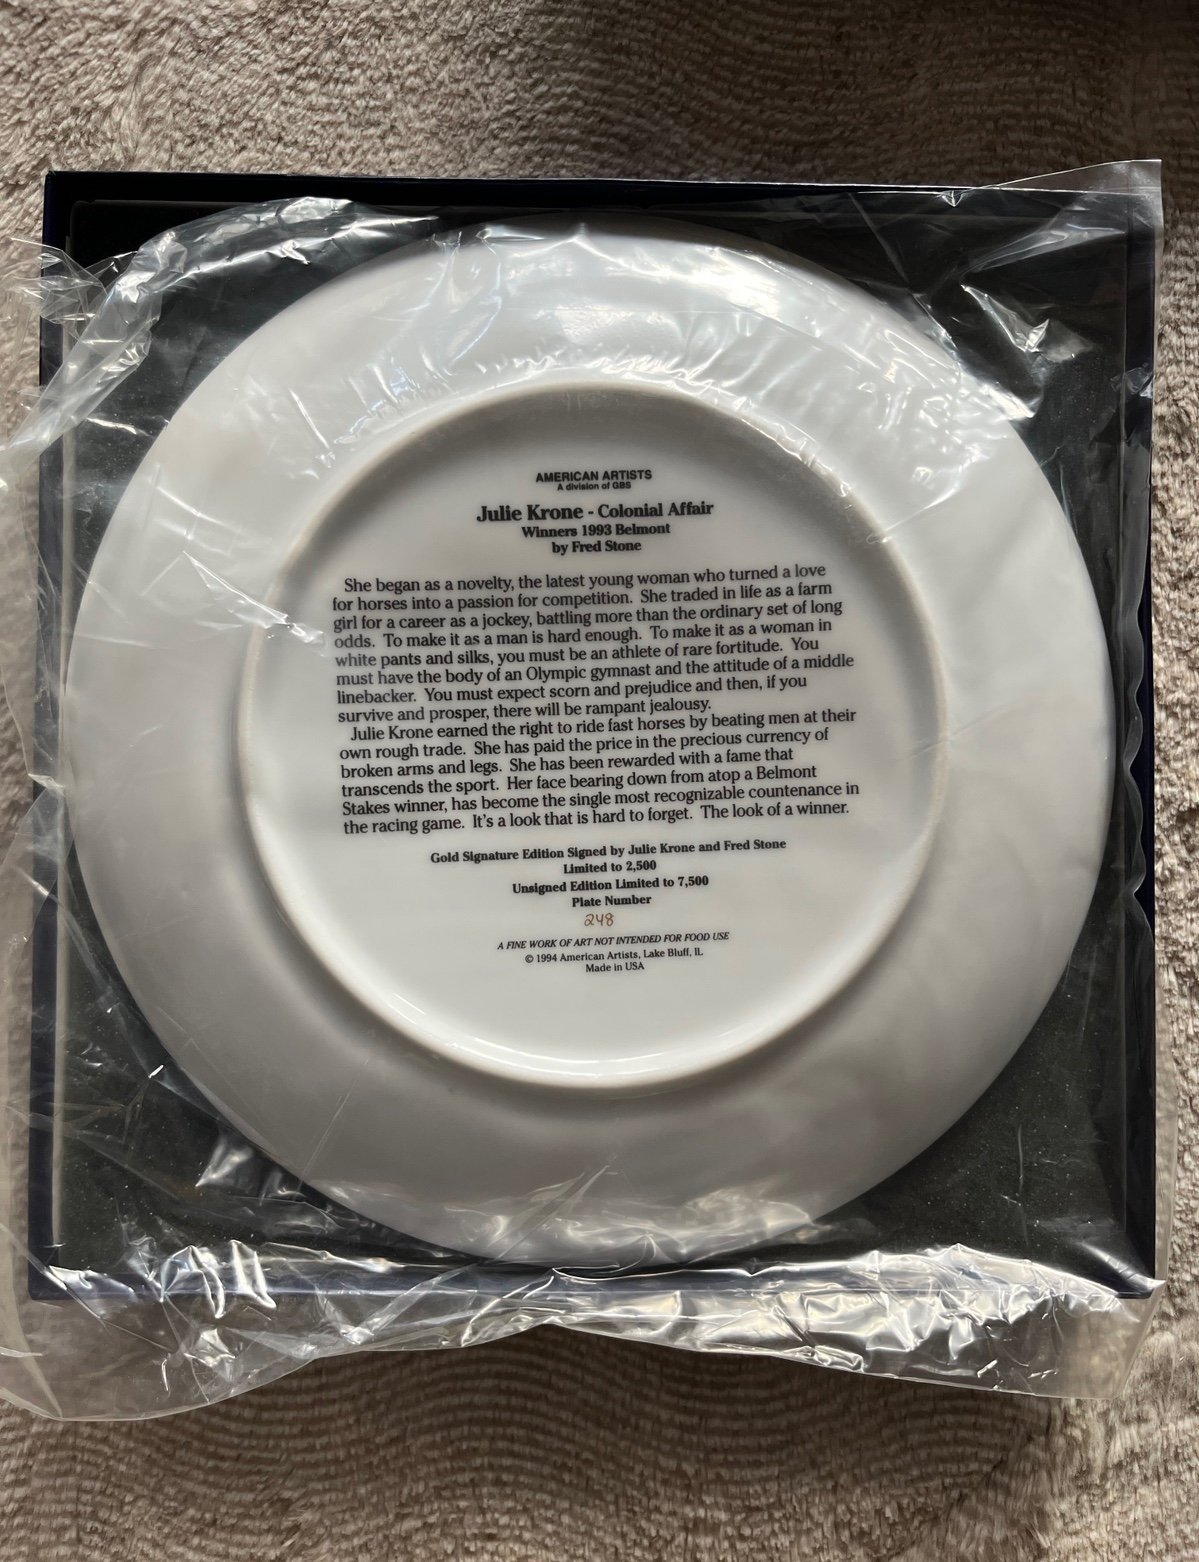 AMERICAN ARTISTS
A division of GBS
Julie Krone - Colonial Affair
Winners 1993 Belmont
by Fred Stone
She began as a novelty, the latest young woman who turned a love
for horses into a passion for competition. She traded in life as a farm
girl for a career as a jockey, battling more than the ordinary set of long
odds. To make it as a man is hard enough. To make it as a woman in
white pants and silks, you must be an athlete of rare fortitude. You
must have the body of an Olympic gymnast and the attitude of a middle
linebacker. You must expect scorn and prejudice and then, if you
survive and prosper, there will be rampant jealousy.
Julie Krone earned the right to ride fast horses by beating men at their
own rough trade. She has paid the price in the precious currency of
broken arms and legs. She has been rewarded with a fame that
transcends the sport. Her face bearing down from atop a Belmont
Stakes winner, has become the single most recognizable countenance in
the racing game. It's a look that is hard to forget. The look of a winner.
Gold Signature Edition Signed by Julie Krone and Fred Stone
Limited to 2,500
Unsigned Edition Limited to 7,500
Plate Number
248
A FINE WORK OF ART NOT INTENDED FOR FOOD USE
© 1994 American Artists, Lake Bluff, IL
Made in USA